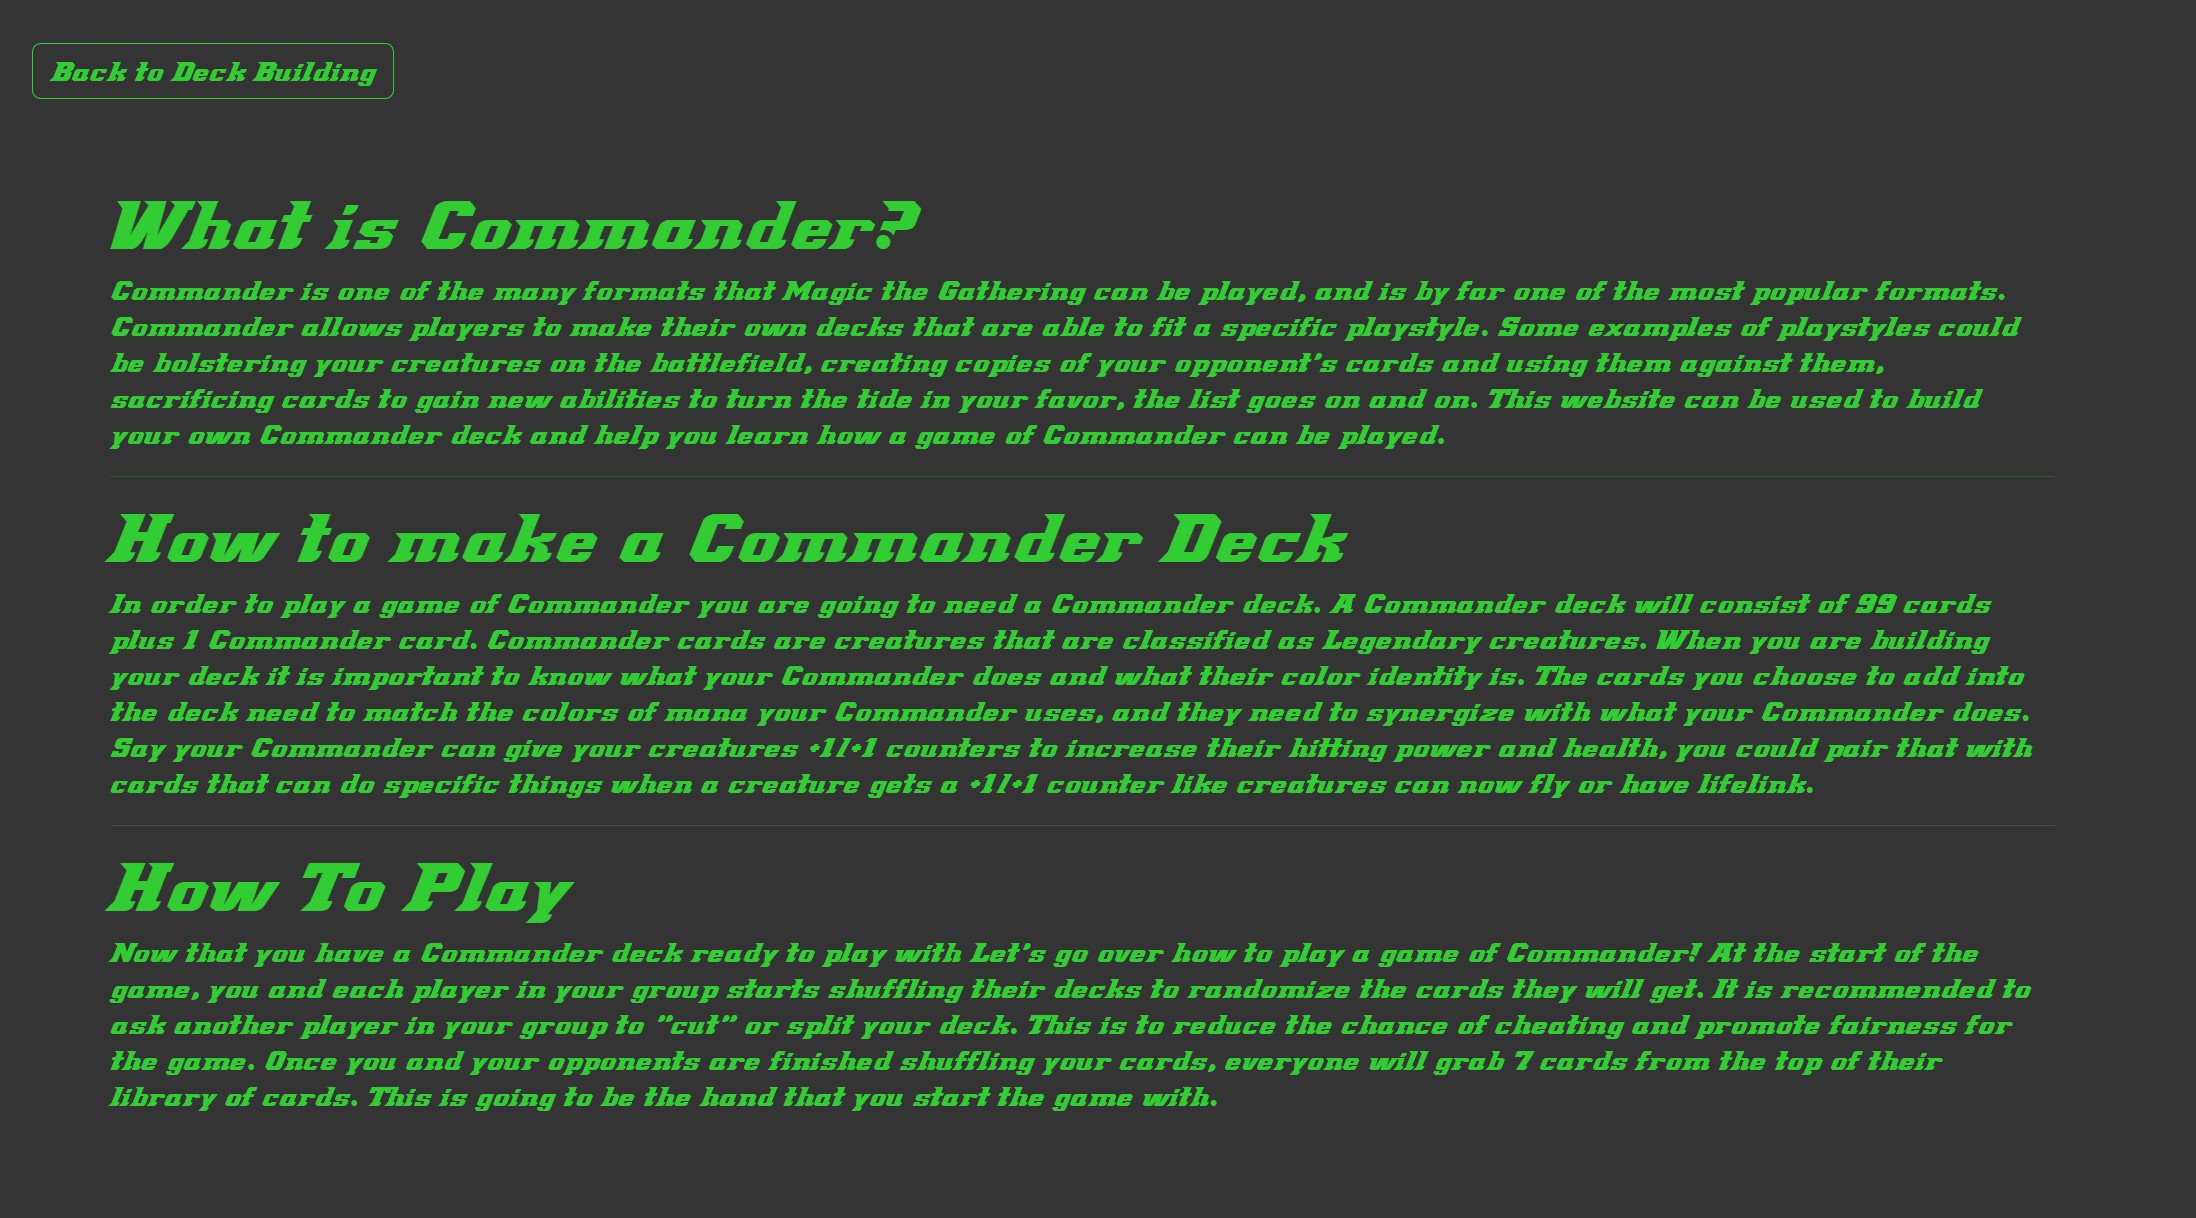 Back to Deck Building
What is Commander?
Commander is one of the many formats that Magic the Gathering can be played, and is by far one of the most popular formats.
Commander allows players to make their own decks that are able to fit a specific playstyle. Some examples of playstyles could
be bolstering your creatures on the battlefield, creating copies of your opponent's cards and using them against them,
sacrificing cards to gain new abilities to turn the tide in your favor, the list goes on and on. This website can be used to build
your own Commander deck and help you learn how a game of Commander can be played.
How to make a Commander Deck
In order to play a game of Commander you are going to need a Commander deck. A Commander deck will consist of 99 cards
plus 1 Commander card. Commander cards are creatures that are classified as Legendary creatures. When you are building
your deck it is important to know what your Commander does and what their color identity is. The cards you choose to add into
the deck need to match the colors of mana your Commander uses, and they need to synergize with what your Commander does.
Say your Commander can give your creatures +1/+1 counters to increase their hitting power and health, you could pair that with
cards that can do specific things when a creature gets a +1/+1 counter like creatures can now fly or have lifelink.
How To Play
Now that you have a Commander deck ready to play with Let's go over how to play a game of Commander! At the start of the
game, you and each player in your group starts shuffling their decks to randomize the cards they will get. It is recommended to
ask another player in your group to "cut" or split your deck. This is to reduce the chance of cheating and promote fairness for
the game. Once you and your opponents are finished shuffling your cards, everyone will grab 7 cards from the top of their
library of cards. This is going to be the hand that you start the game with.